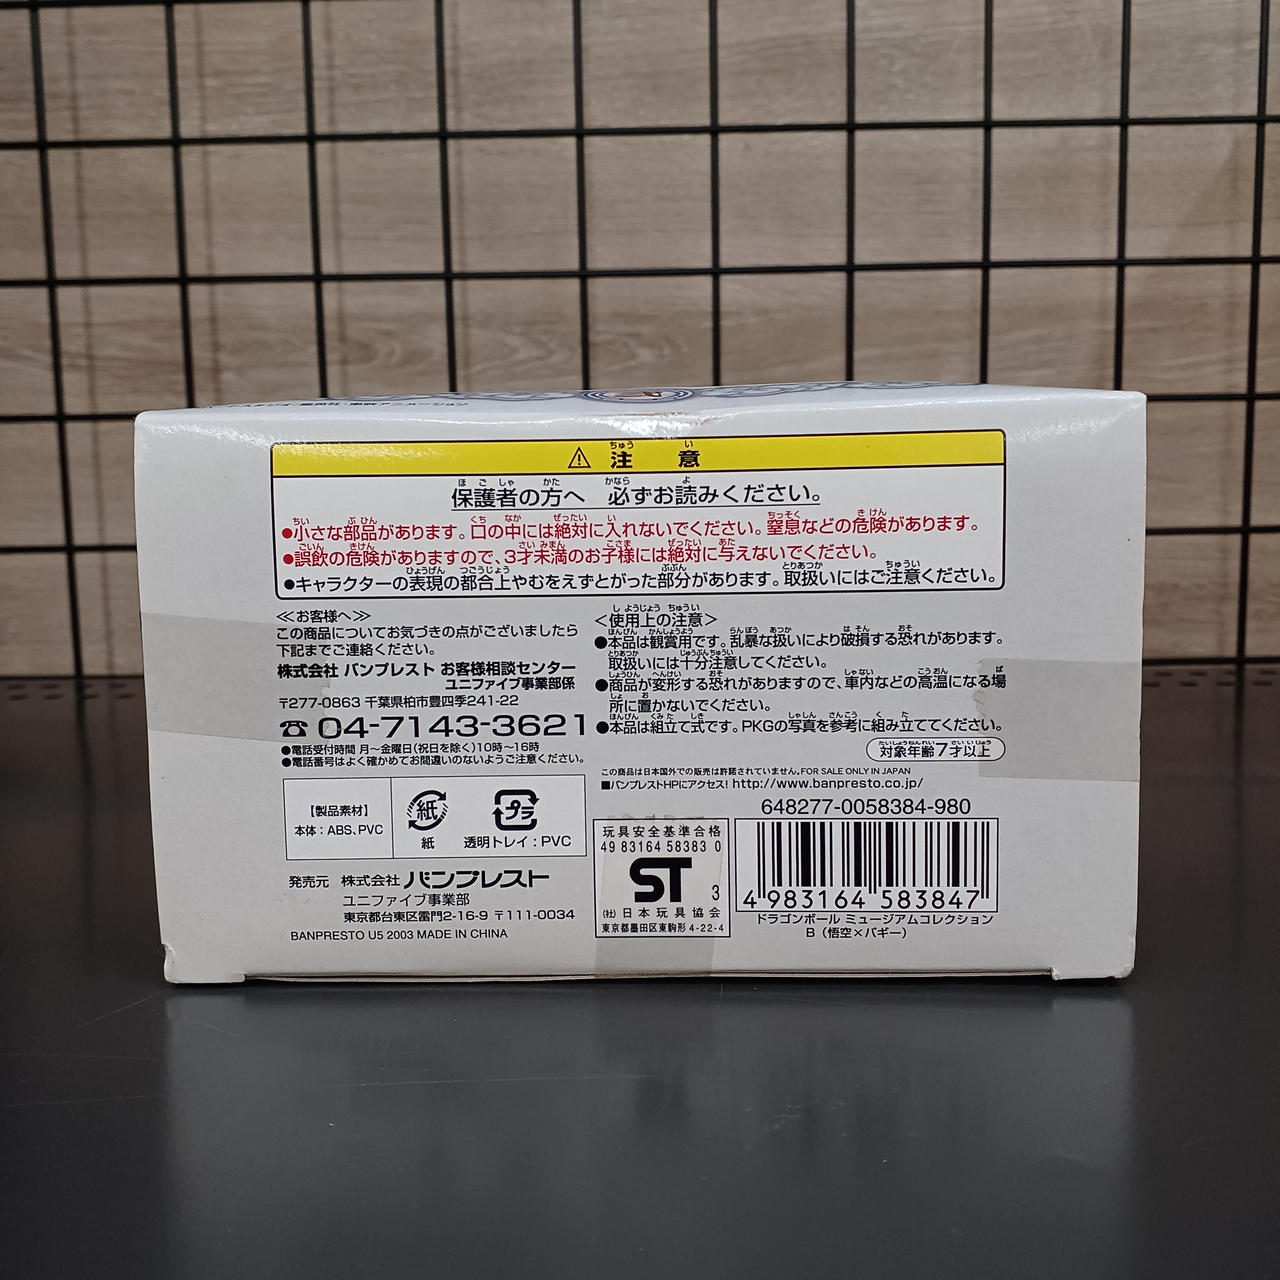 集英社・東映アニメーション
⚠ 注意
保護者の方へ 必ずお読みください。
●小さな部品があります。口の中には絶対に入れないでください。窒息などの危険があります。
●誤飲の危険がありますので、3才未満のお子様には絶対に与えないでください。
●キャラクターの表現の都合上やむをえずとがった部分があります。取扱いにはご注意ください。
≪お客様へ≫
この商品についてお気づきの点がございましたら
下記までご連絡ください。
株式会社 バンプレスト お客様相談センター
ユニファイブ事業部係
〒277-0863 千葉県柏市豊四季241-22
☎04-7143-3621
●電話受付時間 月~金曜日(祝日を除く)10時~16時
●電話番号はよく確かめてお間違いのないようご注意ください。
<使用上の注意>
●本品は観賞用です。乱暴な扱いにより破損する恐れがあります。
取扱いには十分注意してください。
●商品が変形する恐れがありますので、車内などの高温になる場
所に置かないでください。
●本品は組立て式です。PKGの写真を参考に組み立ててください。
対象年齢7才以上
この商品は日本国外での販売は許諾されていません。FOR SALE ONLY IN JAPAN
■バンプレストHPにアクセス! http://www.banpresto.co.jp/
【製品素材】
本体:ABS、PVC
紙
紙
プラ
透明トレイ:PVC
発売元 株式会社 バンプレスト
ユニファイブ事業部
東京都台東区雷門2-16-9 〒111-0034
BANPRESTO U5 2003 MADE IN CHINA
玩具安全基準合格
49 83164 58383 0
ST 3
(社)日本玩具協会
東京都墨田区東駒形4-22-4
648277-0058384-980
4 983164 583847
ドラゴンボール ミュージアムコレクション
B (悟空×バギー)